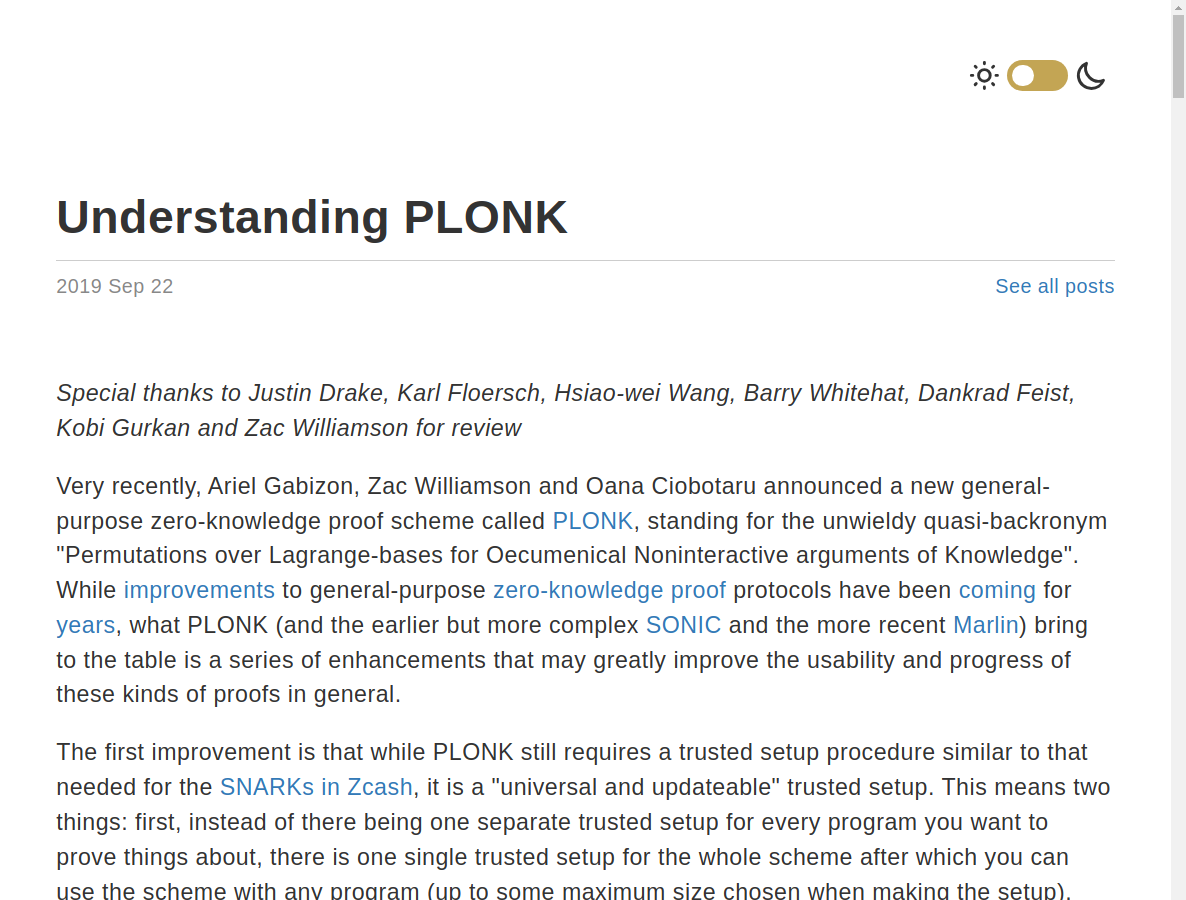 Understanding PLONK
2019 Sep 22
See all posts
Special thanks to Justin Drake, Karl Floersch, Hsiao-wei Wang, Barry Whitehat, Dankrad Feist,
Kobi Gurkan and Zac Williamson for review
Very recently, Ariel Gabizon, Zac Williamson and Oana Ciobotaru announced a new general-
purpose zero-knowledge proof scheme called PLONK, standing for the unwieldy quasi-backronym
"Permutations over Lagrange-bases for Oecumenical Noninteractive arguments of Knowledge".
While improvements to general-purpose zero-knowledge proof protocols have been coming for
years, what PLONK (and the earlier but more complex SONIC and the more recent Marlin) bring
to the table is a series of enhancements that may greatly improve the usability and progress of
these kinds of proofs in general.
The first improvement is that while PLONK still requires a trusted setup procedure similar to that
needed for the SNARKs in Zcash, it is a "universal and updateable" trusted setup. This means two
things: first, instead of there being one separate trusted setup for every program you want to
prove things about, there is one single trusted setup for the whole scheme after which you can
use the scheme with any program (up to some maximum size chosen when making the setup).